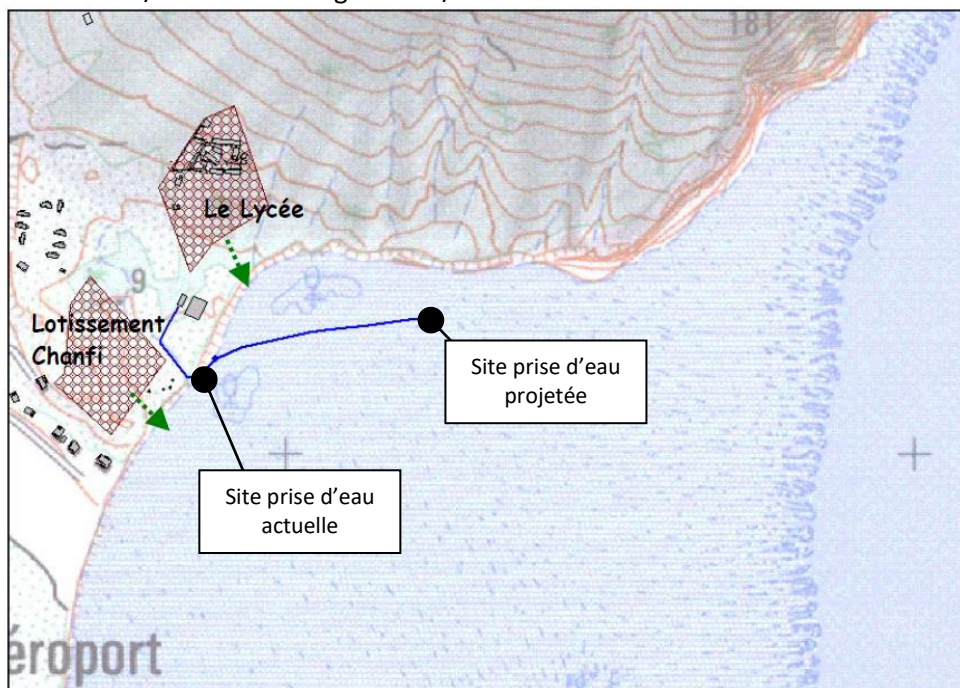 181
Le Lycée
9
Lotissement
Chanfi
Site prise d'eau
projetée
Site prise d'eau
actuelle
éroport